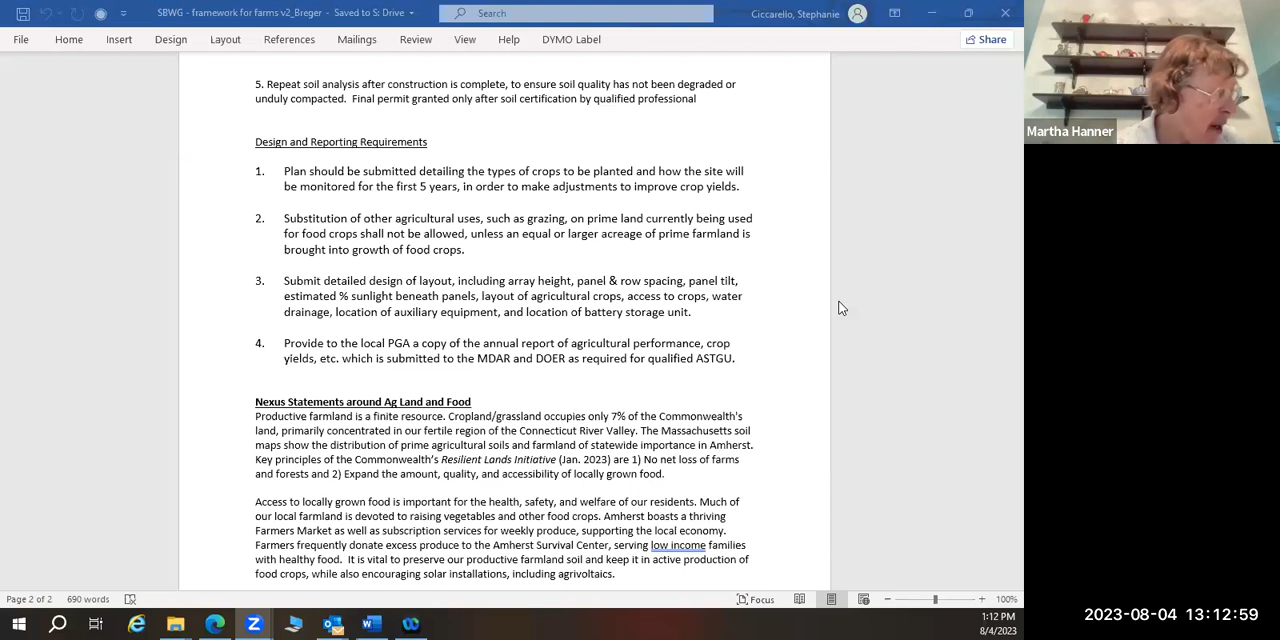 SBWG - framework for farms v2_Breger - Saved to S: Drive
Search
Ciccarello, Stephanie
File Home Insert Design Layout References Mailings Review View Help DYMO Label
Share
5. Repeat soil analysis after construction is complete, to ensure soil quality has not been degraded or
unduly compacted.  Final permit granted only after soil certification by qualified professional
Design and Reporting Requirements
1. Plan should be submitted detailing the types of crops to be planted and how the site will
be monitored for the first 5 years, in order to make adjustments to improve crop yields.
2. Substitution of other agricultural uses, such as grazing, on prime land currently being used
for food crops shall not be allowed, unless an equal or larger acreage of prime farmland is
brought into growth of food crops.
3. Submit detailed design of layout, including array height, panel & row spacing, panel tilt,
estimated % sunlight beneath panels, layout of agricultural crops, access to crops, water
drainage, location of auxiliary equipment, and location of battery storage unit.
4. Provide to the local PGA a copy of the annual report of agricultural performance, crop
yields, etc. which is submitted to the MDAR and DOER as required for qualified ASTGU.
Nexus Statements around Ag Land and Food
Productive farmland is a finite resource. Cropland/grassland occupies only 7% of the Commonwealth's
land, primarily concentrated in our fertile region of the Connecticut River Valley. The Massachusetts soil
maps show the distribution of prime agricultural soils and farmland of statewide importance in Amherst.
Key principles of the Commonwealth's Resilient Lands Initiative (Jan. 2023) are 1) No net loss of farms
and forests and 2) Expand the amount, quality, and accessibility of locally grown food.
Access to locally grown food is important for the health, safety, and welfare of our residents. Much of
our local farmland is devoted to raising vegetables and other food crops. Amherst boasts a thriving
Farmers Market as well as subscription services for weekly produce, supporting the local economy.
Farmers frequently donate excess produce to the Amherst Survival Center, serving low income families
with healthy food.  It is vital to preserve our productive farmland soil and keep it in active production of
food crops, while also encouraging solar installations, including agrivoltaics.
Page 2 of 2 690 words
Focus
100%
1:12 PM
8/4/2023
Martha Hanner
2023-08-04 13:12:59